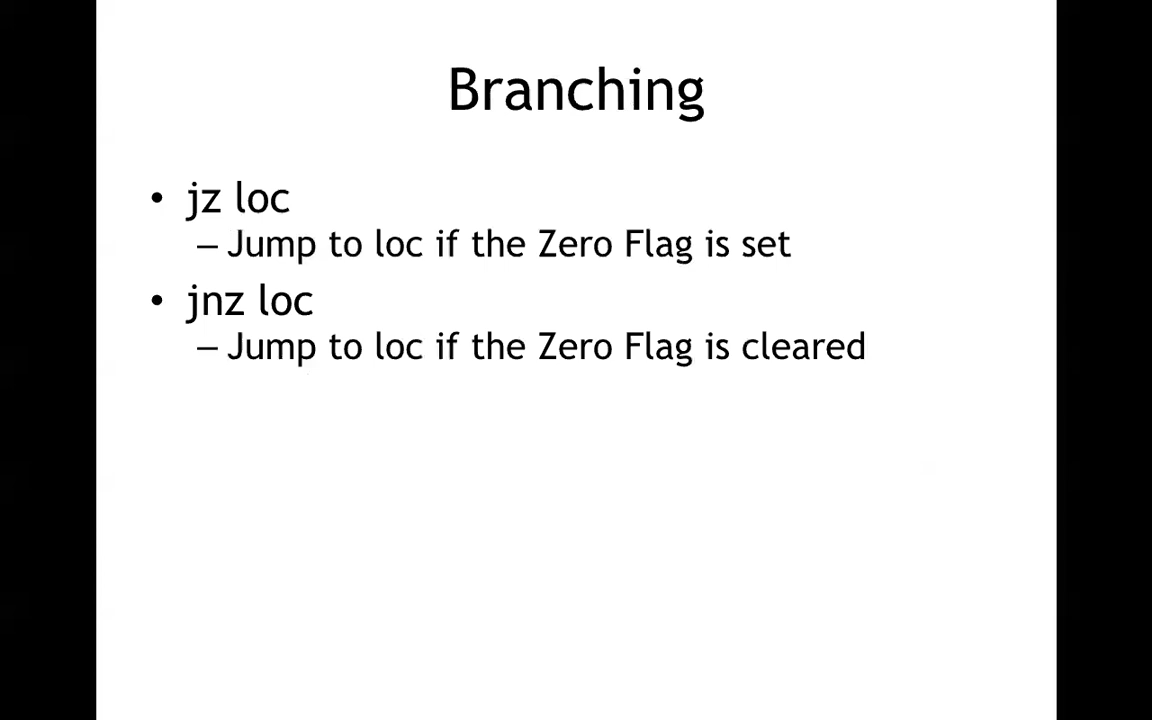 Branching
• jz loc
– Jump to loc if the Zero Flag is set
• jnz loc
– Jump to loc if the Zero Flag is cleared